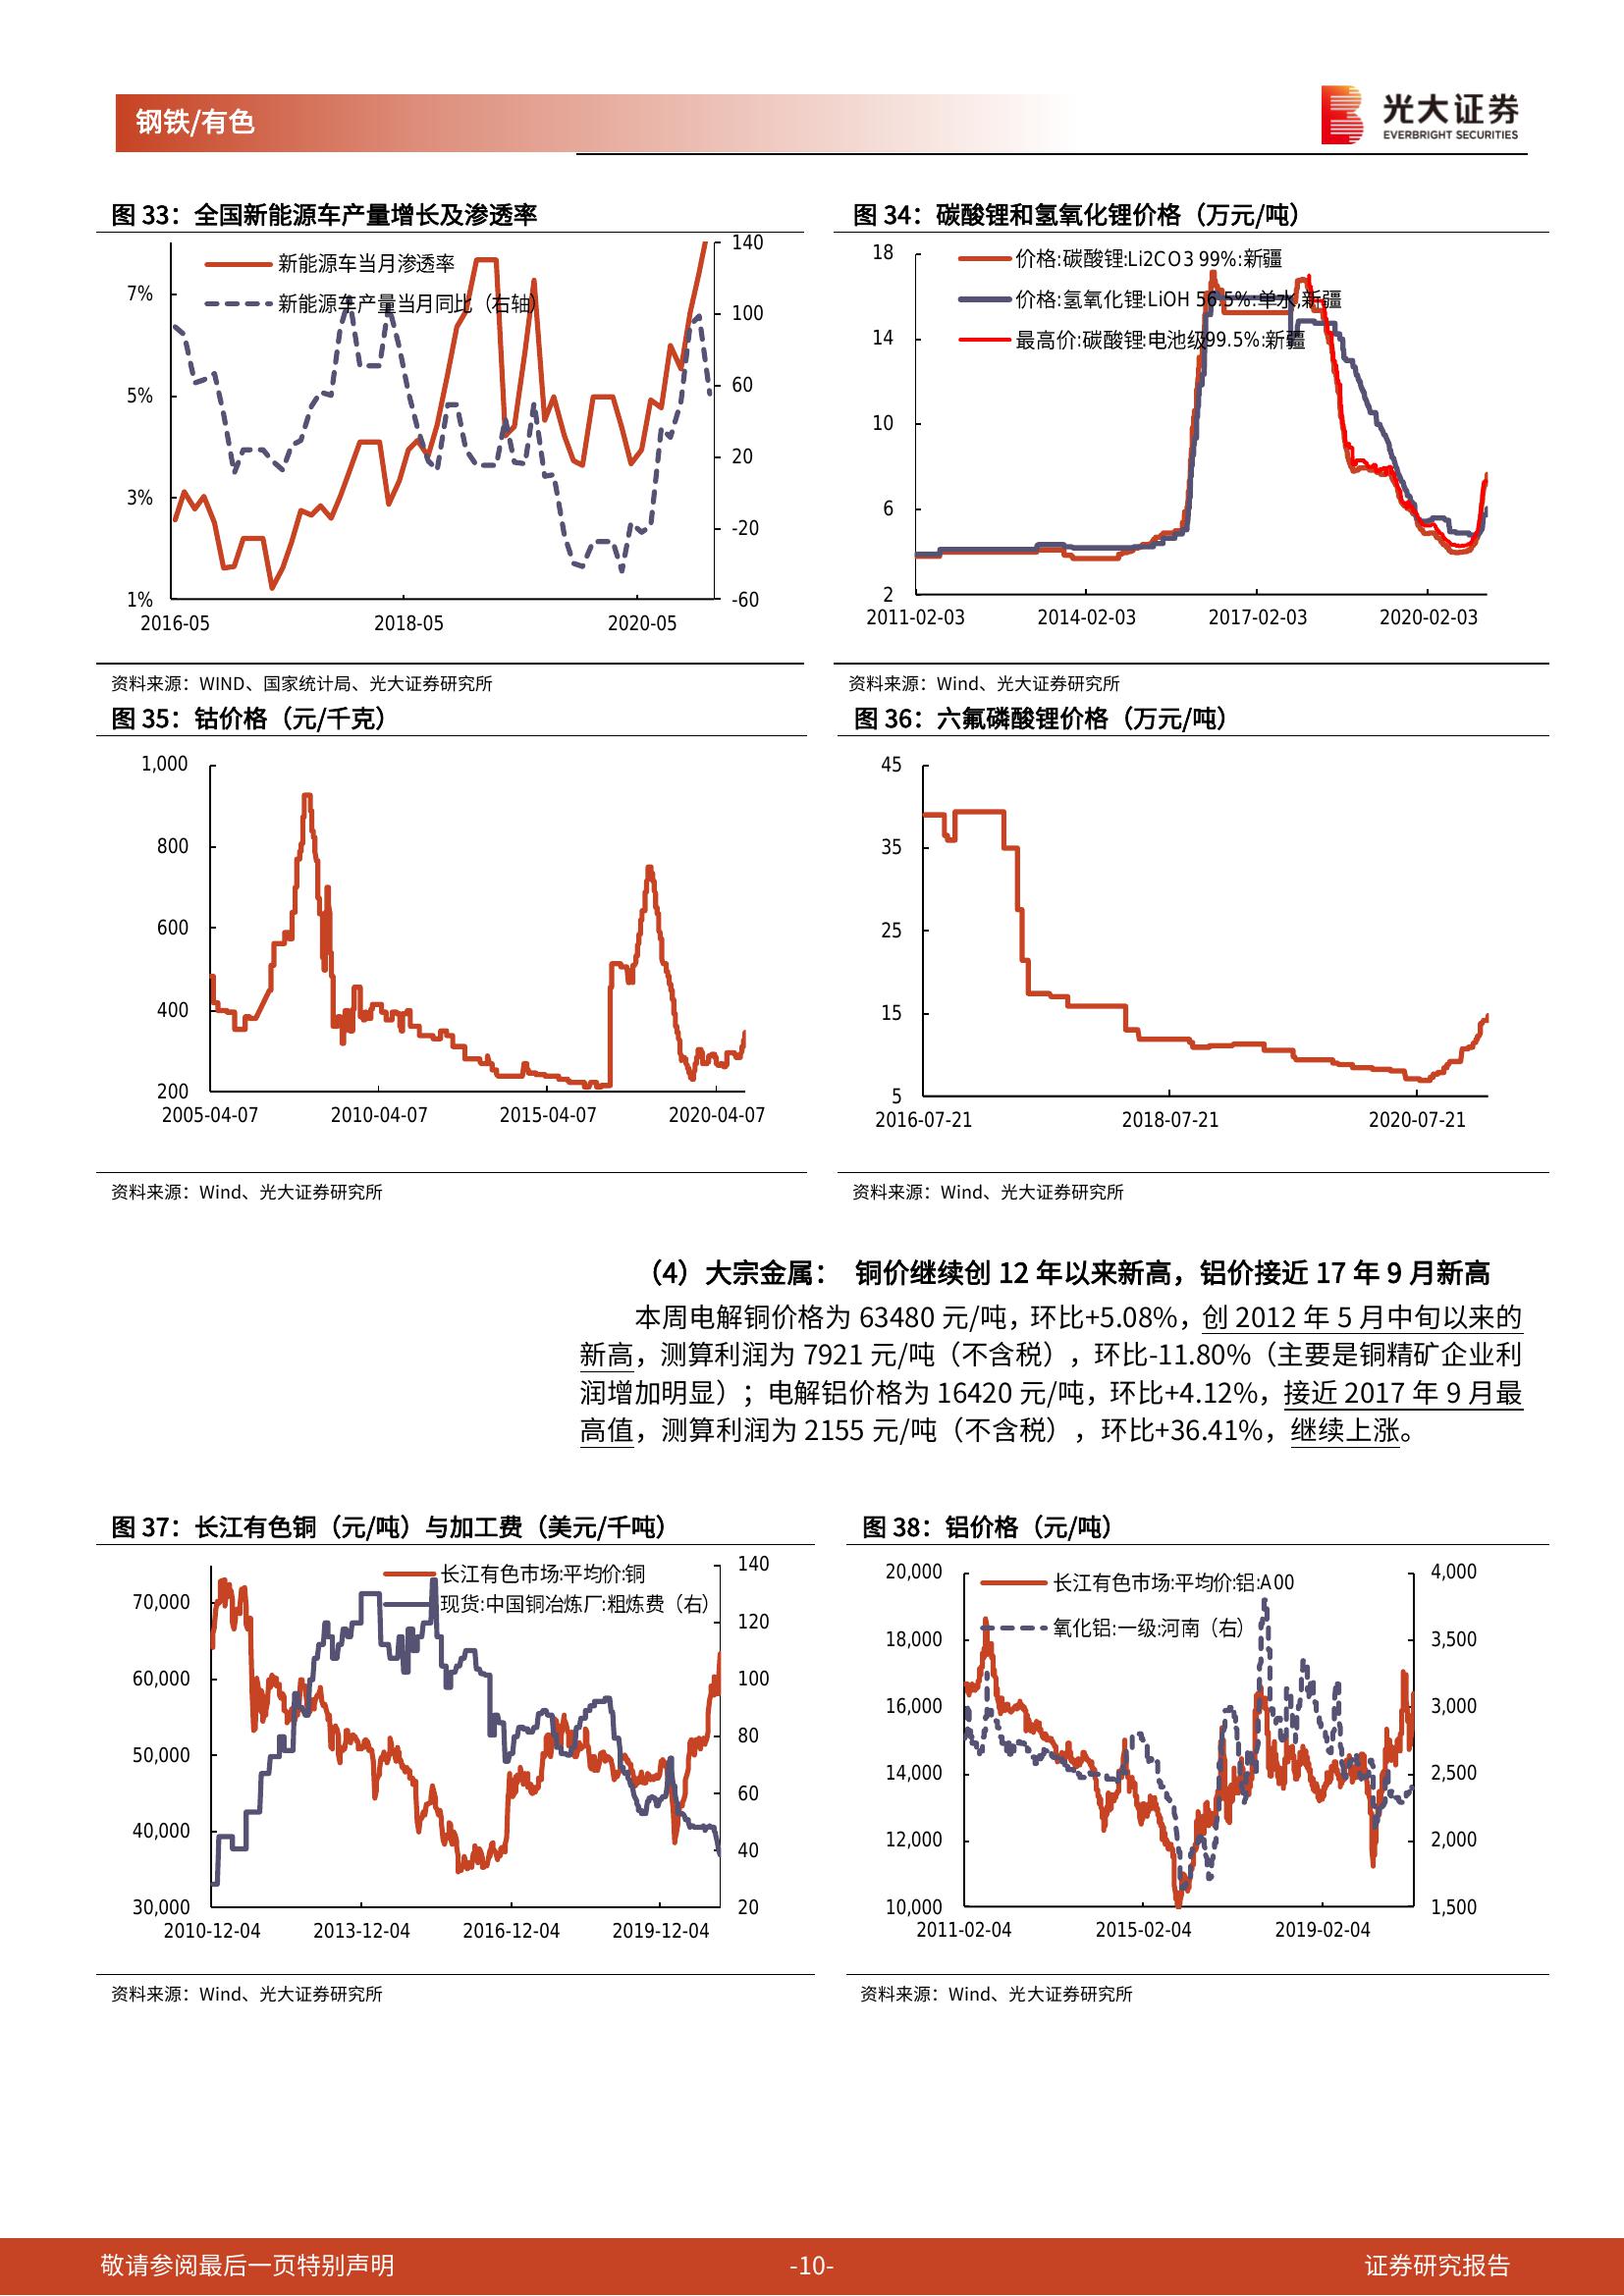 钢铁/有色
光大证券
EVERBRIGHT SECURITIES
图 33：全国新能源车产量增长及渗透率
新能源车当月渗透率
新能源车产量当月同比（右轴）
7%
5%
3%
1%
140
100
60
20
-20
-60
2016-05 2018-05 2020-05
资料来源：WIND、国家统计局、光大证券研究所
图 34：碳酸锂和氢氧化锂价格（万元/吨）
价格:碳酸锂:Li2CO3 99%:新疆
价格:氢氧化锂:LiOH 56.5%:单水,新疆
最高价:碳酸锂:电池级99.5%:新疆
18
14
10
6
2
2011-02-03 2014-02-03 2017-02-03 2020-02-03
资料来源：Wind、光大证券研究所
图 35：钴价格（元/千克）
1,000
800
600
400
200
2005-04-07 2010-04-07 2015-04-07 2020-04-07
资料来源：Wind、光大证券研究所
图 36：六氟磷酸锂价格（万元/吨）
45
35
25
15
5
2016-07-21 2018-07-21 2020-07-21
资料来源：Wind、光大证券研究所
（4）大宗金属： 铜价继续创 12 年以来新高，铝价接近 17 年 9 月新高
本周电解铜价格为 63480 元/吨，环比+5.08%，创 2012 年 5 月中旬以来的
新高，测算利润为 7921 元/吨（不含税），环比-11.80%（主要是铜精矿企业利
润增加明显）；电解铝价格为 16420 元/吨，环比+4.12%，接近 2017 年 9 月最
高值，测算利润为 2155 元/吨（不含税），环比+36.41%，继续上涨。
图 37：长江有色铜（元/吨）与加工费（美元/千吨）
长江有色市场:平均价:铜
现货:中国铜冶炼厂:粗炼费（右）
70,000
60,000
50,000
40,000
30,000
140
120
100
80
60
40
20
2010-12-04 2013-12-04 2016-12-04 2019-12-04
资料来源：Wind、光大证券研究所
图 38：铝价格（元/吨）
长江有色市场:平均价:铝:A00
氧化铝:一级:河南（右）
20,000
18,000
16,000
14,000
12,000
10,000
4,000
3,500
3,000
2,500
2,000
1,500
2011-02-04 2015-02-04 2019-02-04
资料来源：Wind、光大证券研究所
敬请参阅最后一页特别声明
-10-
证券研究报告